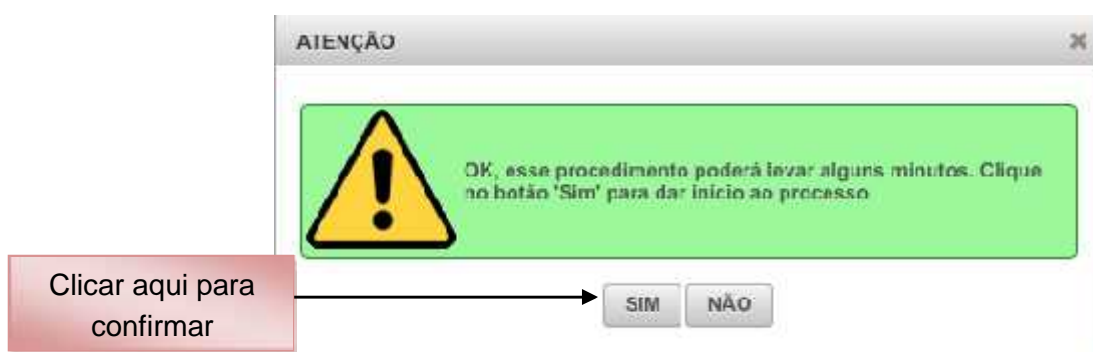 ATENÇÃO
OK, esse procedimento poderá levar alguns minutos. Clique
no botão 'Sim' para dar início ao processo
Clicar aqui para
confirmar
SIM NÃO